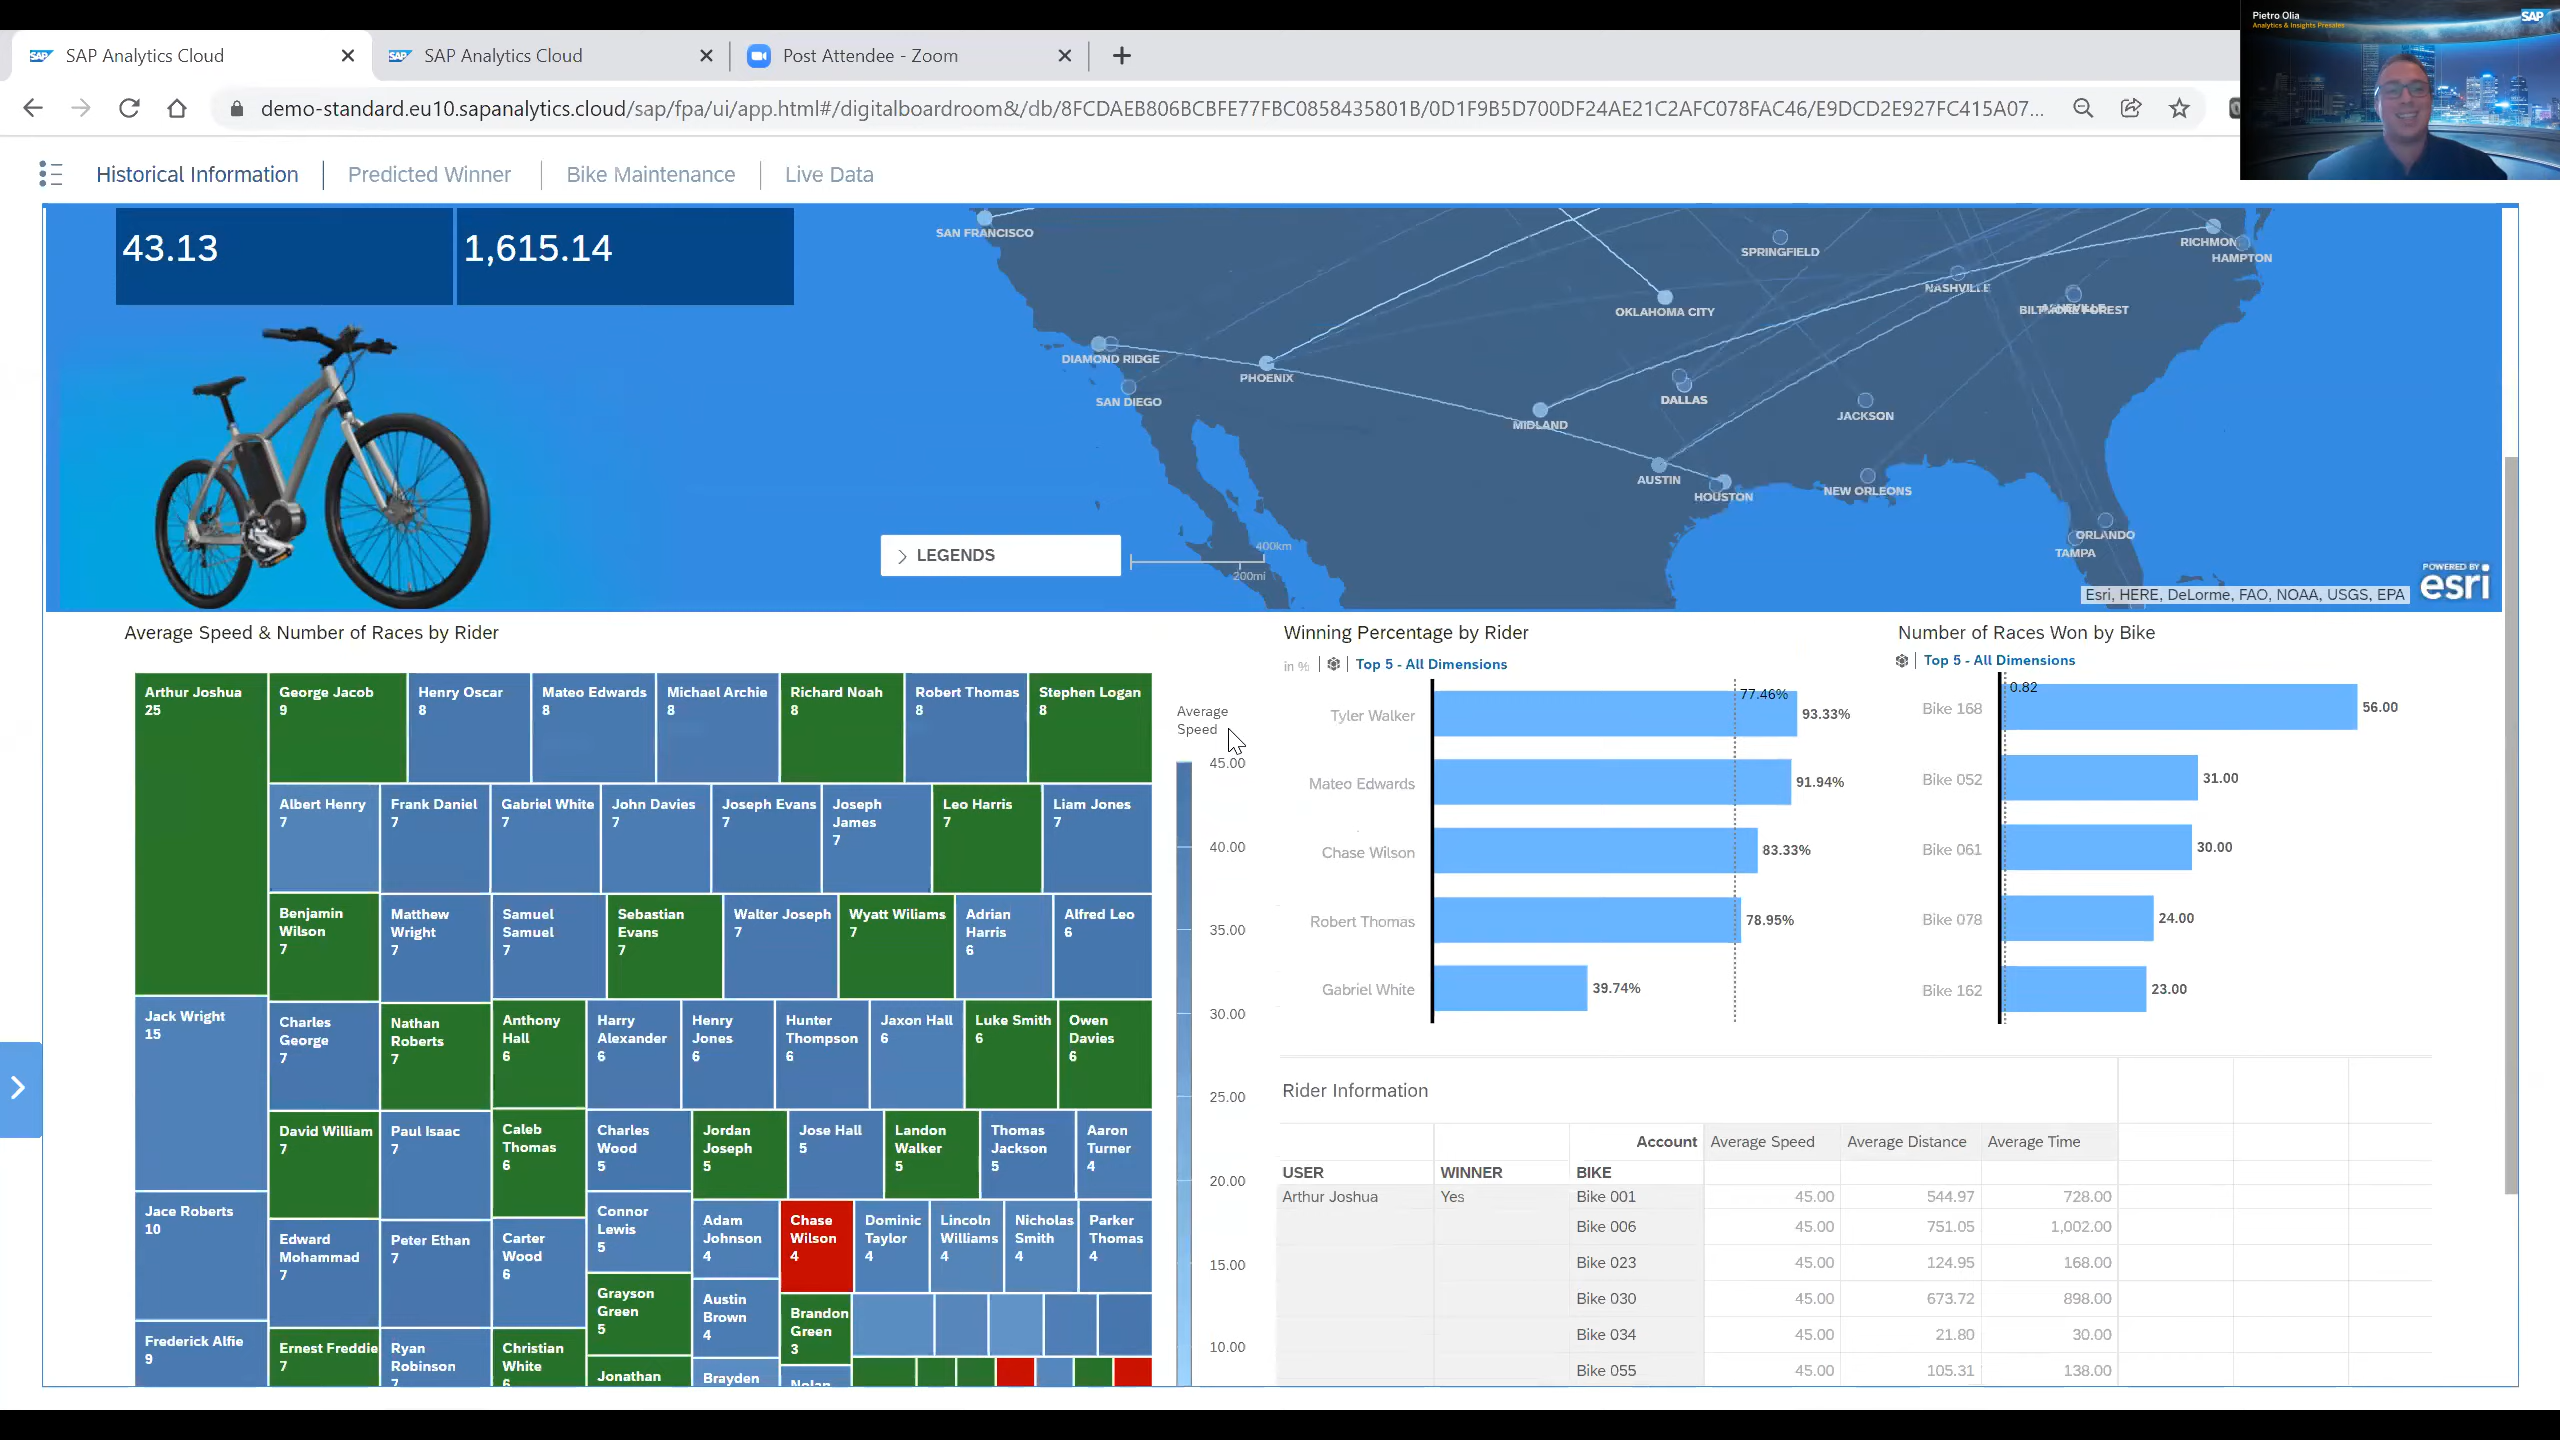 SAP Analytics Cloud
SAP Analytics Cloud
Post Attendee - Zoom
Pietro Olia
SAP
Analytics & Insights Presales
demo-standard.eu10.sapanalytics.cloud/sap/fpa/ui/app.html#/digitalboardroom&/db/8FCDAEB806BCBFE77FBC0858435801B/0D1F9B5D700DF24AE21C2AFC078FAC46/E9DCD2E927FC415A07...
Historical Information
Predicted Winner
Bike Maintenance
Live Data
43.13
1,615.14
SAN FRANCISCO
SPRINGFIELD
RICHMON
HAMPTON
NASHVILLE
OKLAHOMA CITY
BILTMORE FOREST
DIAMOND RIDGE
PHOENIX
SAN DIEGO
DALLAS
JACKSON
MIDLAND
AUSTIN
HOUSTON
NEW ORLEONS
ORLANDO
TAMPA
LEGENDS
400km
200mi
POWERED BY
esri
Esri, HERE, DeLorme, FAO, NOAA, USGS, EPA
Average Speed & Number of Races by Rider
Arthur Joshua
25
George Jacob
9
Henry Oscar
8
Mateo Edwards
8
Michael Archie
8
Richard Noah
8
Robert Thomas
8
Stephen Logan
8
Albert Henry
7
Frank Daniel
7
Gabriel White
7
John Davies
7
Joseph Evans
7
Joseph
James
7
Leo Harris
7
Liam Jones
7
Benjamin
Wilson
7
Matthew
Wright
7
Samuel
Samuel
7
Sebastian
Evans
7
Walter Joseph
7
Wyatt Wiliams
7
Adrian
Harris
6
Alfred Leo
6
Jack Wright
15
Charles
George
7
Nathan
Roberts
7
Anthony
Hall
6
Harry
Alexander
6
Henry
Jones
6
Hunter
Thompson
6
Jaxon Hall
6
Luke Smith
6
Owen
Davies
6
David William
7
Paul Isaac
7
Caleb
Thomas
6
Charles
Wood
5
Jordan
Joseph
5
Jose Hall
5
Landon
Walker
5
Thomas
Jackson
5
Aaron
Turner
4
Jace Roberts
10
Edward
Mohammad
7
Peter Ethan
7
Carter
Wood
6
Connor
Lewis
5
Adam
Johnson
4
Chase
Wilson
4
Dominic
Taylor
4
Lincoln
Williams
4
Nicholas
Smith
4
Parker
Thomas
4
Grayson
Green
5
Austin
Brown
4
Brandon
Green
3
Frederick Alfie
9
Ernest Freddie
7
Ryan
Robinson
7
Christian
White
6
Jonathan
Brayden
Average
Speed
45.00
40.00
35.00
30.00
25.00
20.00
15.00
10.00
Winning Percentage by Rider
in %
Top 5 - All Dimensions
77.46%
Tyler Walker
93.33%
Mateo Edwards
91.94%
Chase Wilson
83.33%
Robert Thomas
78.95%
Gabriel White
39.74%
Number of Races Won by Bike
Top 5 - All Dimensions
0.82
Bike 168
56.00
Bike 052
31.00
Bike 061
30.00
Bike 078
24.00
Bike 162
23.00
Rider Information
Account Average Speed Average Distance Average Time
USER WINNER BIKE
Arthur Joshua Yes Bike 001 45.00 544.97 728.00
Bike 006 45.00 751.05 1,002.00
Bike 023 45.00 124.95 168.00
Bike 030 45.00 673.72 898.00
Bike 034 45.00 21.80 30.00
Bike 055 45.00 105.31 138.00